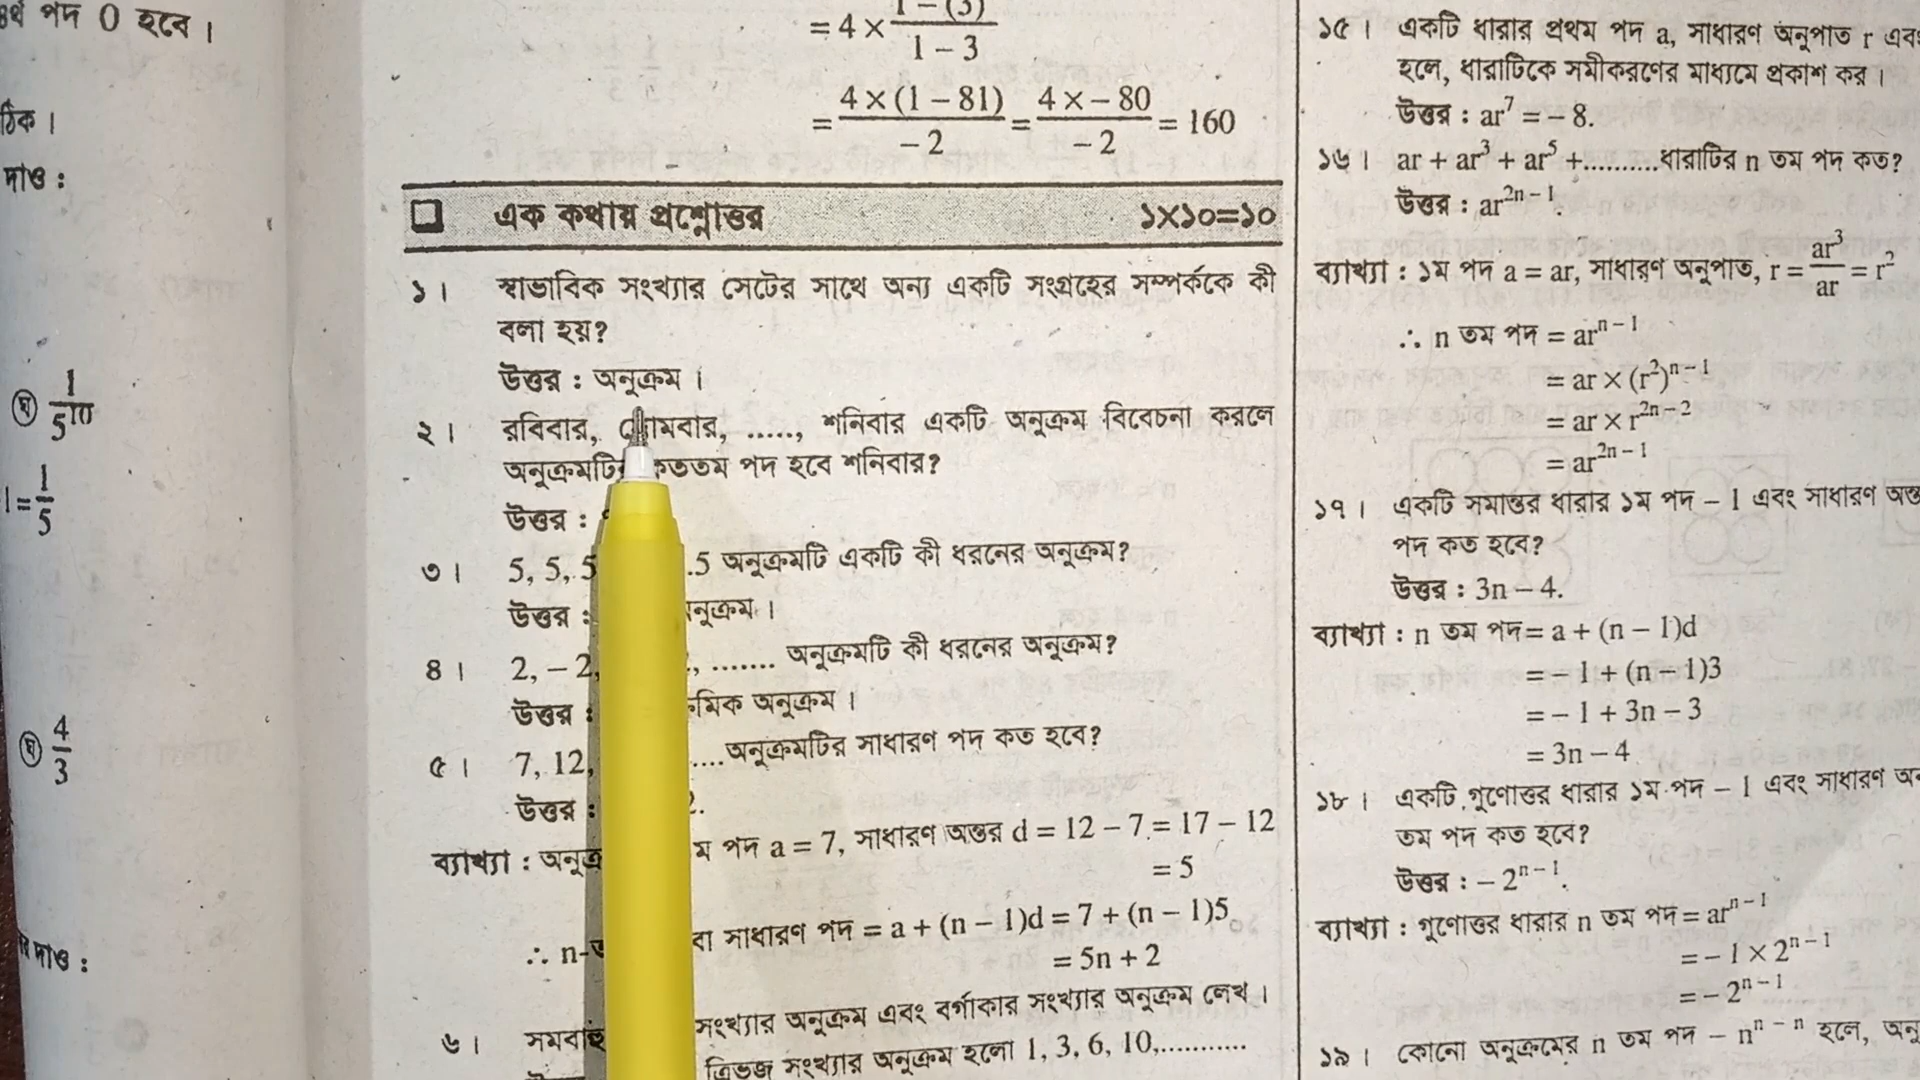 ৪র্থ পদ 0 হবে।
ঠিক।
দাও :
ঘ 1/5¹⁰
1 = 1/5
ঘ 4/3
দাও :
= 4 × (1 – (3)) / (1 – 3)
= (4 × (1 – 81)) / – 2 = (4 × – 80) / – 2 = 160
এক কথায় প্রশ্নোত্তর ১×১০=১০
১। স্বাভাবিক সংখ্যার সেটের সাথে অন্য একটি সংগ্রহের সম্পর্ককে কী
বলা হয়?
উত্তর : অনুক্রম।
২। রবিবার, সোমবার, ....., শনিবার একটি অনুক্রম বিবেচনা করলে
অনুক্রমটির কততম পদ হবে শনিবার?
উত্তর :
৩। 5, 5, 5 .5 অনুক্রমটি একটি কী ধরনের অনুক্রম?
উত্তর : নুক্রম।
৪। 2, – 2, , ....... অনুক্রমটি কী ধরনের অনুক্রম?
উত্তর : মিক অনুক্রম।
৫। 7, 12, ....অনুক্রমটির সাধারণ পদ কত হবে?
উত্তর : 2.
ব্যাখ্যা : অনুক্র ম পদ a = 7, সাধারণ অন্তর d = 12 – 7 = 17 – 12
= 5
∴ n-ত বা সাধারণ পদ = a + (n – 1)d = 7 + (n – 1)5
= 5n + 2
৬। সমবাহু সংখ্যার অনুক্রম এবং বর্গাকার সংখ্যার অনুক্রম লেখ।
ত্রিভুজ সংখ্যার অনুক্রম হলো 1, 3, 6, 10,...........
১৫। একটি ধারার প্রথম পদ a, সাধারণ অনুপাত r এবং
হলে, ধারাটিকে সমীকরণের মাধ্যমে প্রকাশ কর।
উত্তর : ar⁷ = – 8.
১৬। ar + ar³ + ar⁵ +..........ধারাটির n তম পদ কত?
উত্তর : ar²ⁿ⁻¹.
ব্যাখ্যা : ১ম পদ a = ar, সাধারণ অনুপাত, r = ar³/ar = r²
∴ n তম পদ = arⁿ⁻¹
= ar × (r²)ⁿ⁻¹
= ar × r²ⁿ⁻²
= ar²ⁿ⁻¹
১৭। একটি সমান্তর ধারার ১ম পদ – 1 এবং সাধারণ অন্ত
পদ কত হবে?
উত্তর : 3n – 4.
ব্যাখ্যা : n তম পদ = a + (n – 1)d
= – 1 + (n – 1)3
= – 1 + 3n – 3
= 3n – 4
১৮। একটি গুণোত্তর ধারার ১ম পদ – 1 এবং সাধারণ অ
তম পদ কত হবে?
উত্তর : – 2ⁿ⁻¹.
ব্যাখ্যা : গুণোত্তর ধারার n তম পদ = arⁿ⁻¹
= – 1 × 2ⁿ⁻¹
= – 2ⁿ⁻¹
১৯। কোনো অনুক্রমের n তম পদ – nⁿ⁻ⁿ হলে, অনু